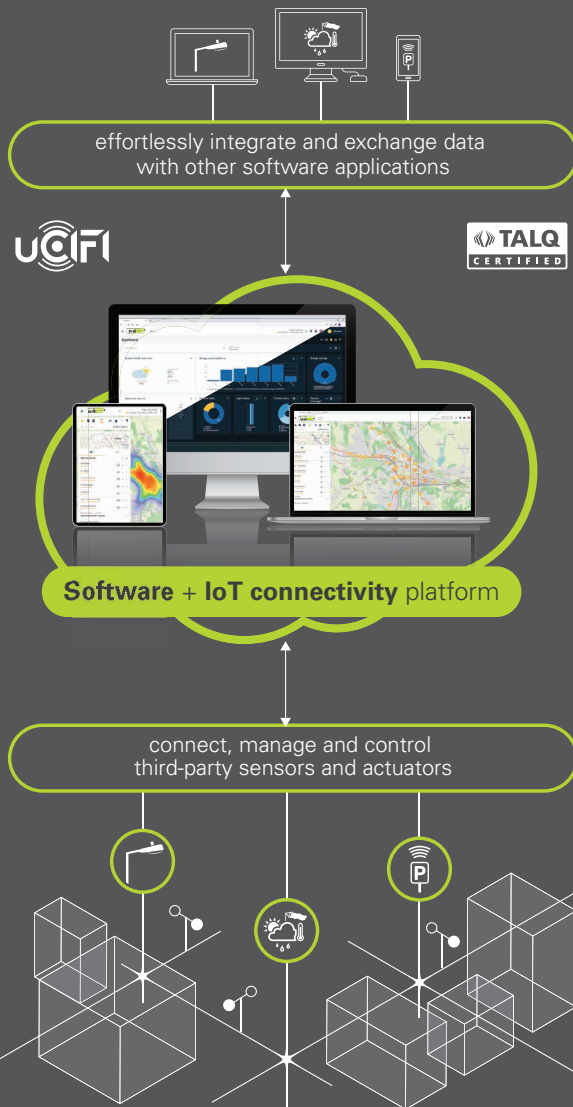 effortlessly integrate and exchange data
with other software applications
uCIFI
TALQ
CERTIFIED
Dashboard
Software + IoT connectivity platform
connect, manage and control
third-party sensors and actuators
P
P